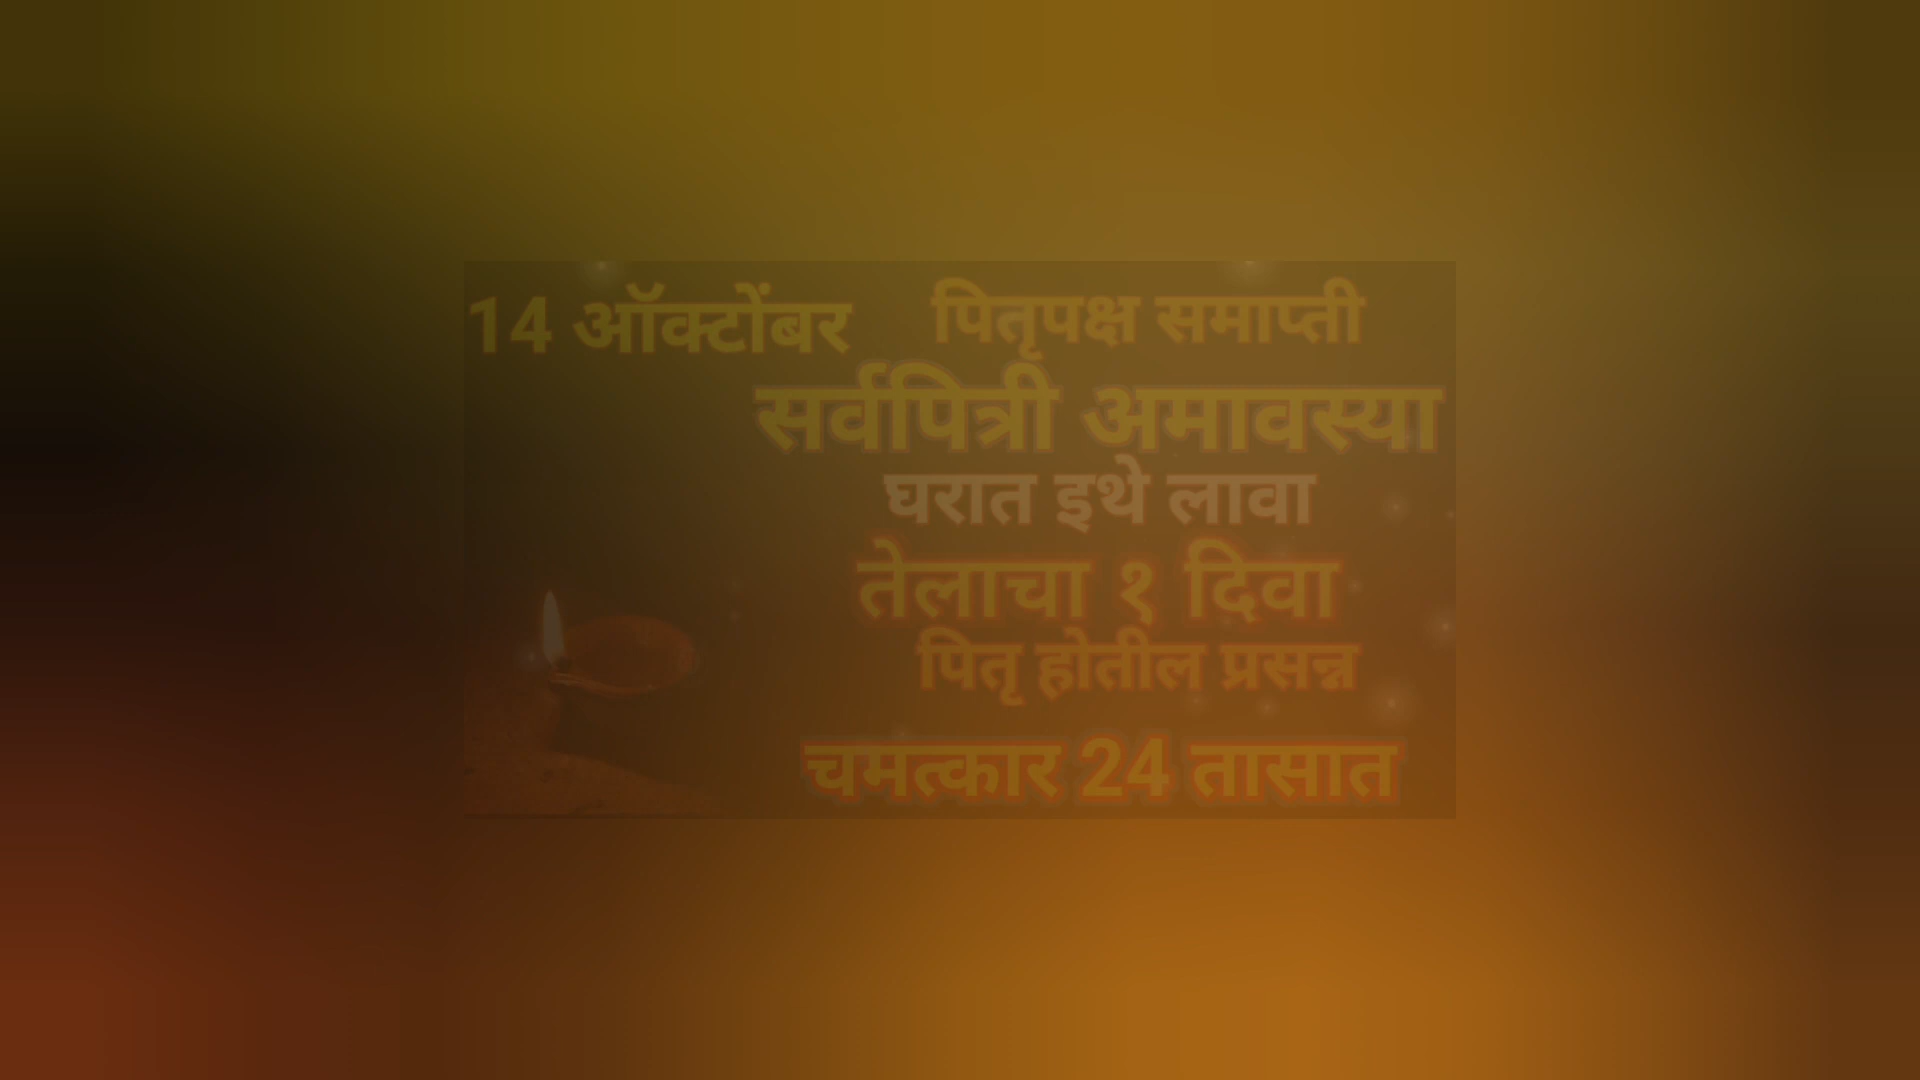 14 ऑक्टोंबर पितृपक्ष समाप्ती
सर्वपित्री अमावस्या
घरात इथे लावा
तेलाचा १ दिवा
पितृ होतील प्रसन्न
चमत्कार 24 तासात